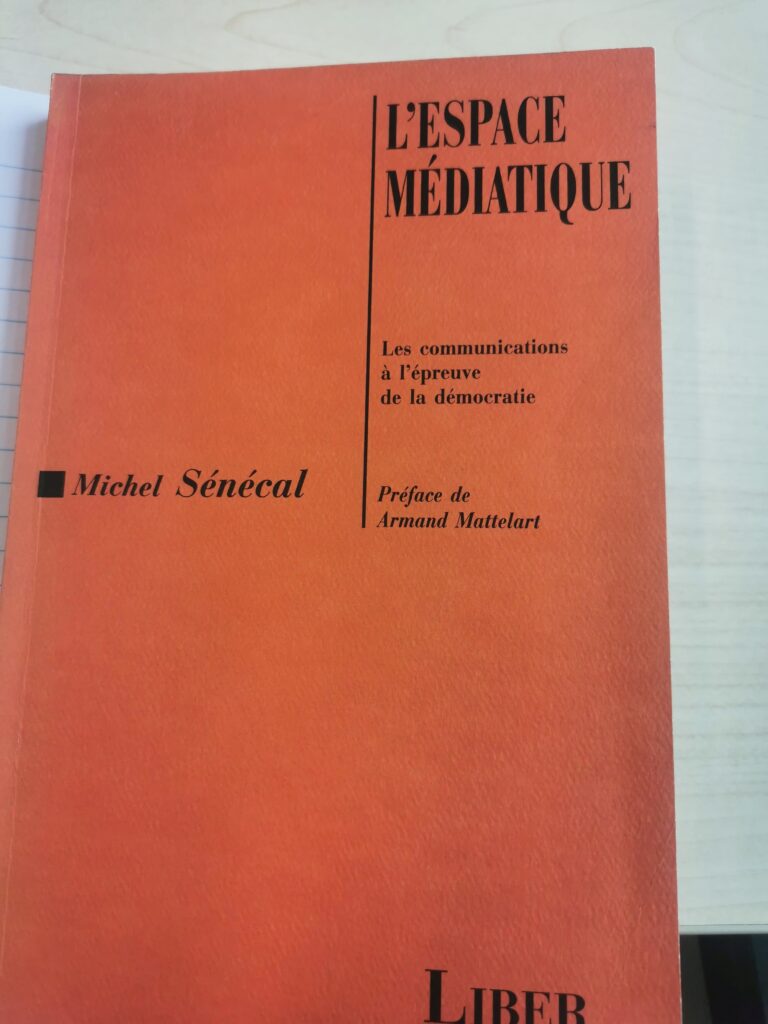 L'ESPACE
MÉDIATIQUE
Les communications
à l'épreuve
de la démocratie
Michel Sénécal
Préface de
Armand Mattelart
LIBER